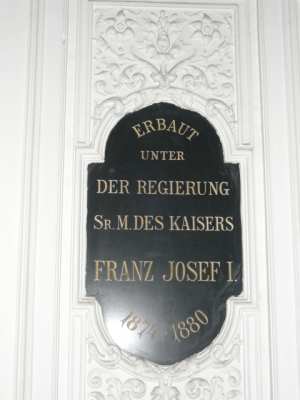 ERBAUT
UNTER
DER REGIERUNG
SR. M. DES KAISERS
FRANZ JOSEF I.
1874-1880